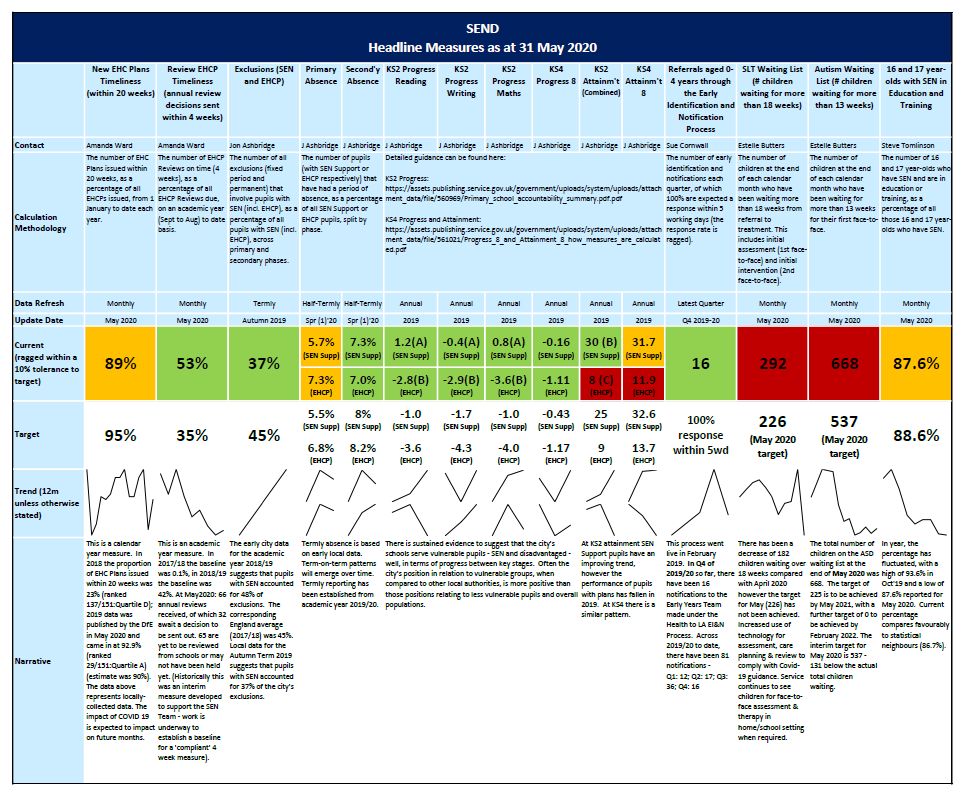 SEND
Headline Measures as at 31 May 2020
New EHC Plans
Timeliness
(within 20 weeks)
Review EHCP
Timeliness
(annual review
decisions sent
within 4 weeks)
Exclusions (SEN
and EHCP)
Primary
Absence
Second'y
Absence
KS2 Progress
Reading
KS2
Progress
Writing
KS2
Progress
Maths
KS4
Progress 8
KS2
Attainm't
(Combined)
KS4
Attainm't
8
Referrals aged 0-
4 years through
the Early
Identification and
Notification
Process
SLT Waiting List
(# children
waiting for more
than 18 weeks)
Autism Waiting
List (# children
waiting for more
than 13 weeks)
16 and 17 year-
olds with SEN in
Education and
Training
Contact
Amanda Ward
Amanda Ward
Jon Ashbridge
J Ashbridge
J Ashbridge
J Ashbridge
J Ashbridge
J Ashbridge
J Ashbridge
J Ashbridge
J Ashbridge
Sue Cornwall
Estelle Butters
Estelle Butters
Steve Tomlinson
Calculation
Methodology
The number of EHC
Plans issued within
20 weeks, as a
percentage of all
EHCPs issued, from 1
January to date each
year.
The number of EHCP
Reviews on time (4
weeks), as a
percentage of all
EHCP Reviews due,
on an academic year
(Sept to Aug) to date
basis.
The number of all
exclusions (fixed
period and
permanent) that
involve pupils with
SEN (incl. EHCP), as a
percentage of all
pupils with SEN (incl.
EHCP), across
primary and
secondary phases.
The number of pupils
(with SEN Support or
EHCP respectively) that
have had a period of
absence, as a percentage
of all SEN Support or
EHCP pupils, split by
phase.
Detailed guidance can be found here:
KS2 Progress:
https://assets.publishing.service.gov.uk/government/uploads/system/uploads/attach
ment_data/file/560969/Primary_school_accountability_summary.pdf.pdf
KS4 Progress and Attainment:
https://assets.publishing.service.gov.uk/government/uploads/system/uploads/attach
ment_data/file/561021/Progress_8_and_Attainment_8_how_measures_are_calculat
ed.pdf
The number of early
identification and
notifications each
quarter, of which
100% are expected a
response within 5
working days (the
response rate is
ragged).
The number of
children at the end
of each calendar
month who have
been waiting more
than 18 weeks from
referral to
treatment. This
includes initial
assessment (1st face-
to-face) and initial
intervention (2nd
face-to-face).
The number of
children at the end
of each calendar
month who have
been waiting for
more than 13 weeks
for their first face-to-
face.
The number of 16
and 17 year-olds who
have SEN and are in
education or
training, as a
percentage of all
those 16 and 17 year-
olds who have SEN.
Data Refresh
Monthly
Monthly
Termly
Half-Termly
Half-Termly
Annual
Annual
Annual
Annual
Annual
Annual
Latest Quarter
Monthly
Monthly
Monthly
Update Date
May 2020
May 2020
Autumn 2019
Spr (1)'20
Spr (1)'20
2019
2019
2019
2019
2019
2019
Q4 2019-20
May 2020
May 2020
May 2020
Current
(ragged within a
10% tolerance to
target)
89%
53%
37%
5.7%
(SEN Supp)
7.3%
(SEN Supp)
1.2(A)
(SEN Supp)
-0.4(A)
(SEN Supp)
0.8(A)
(SEN Supp)
-0.16
(SEN Supp)
30 (B)
(SEN Supp)
31.7
(SEN Supp)
7.3%
(EHCP)
7.0%
(EHCP)
-2.8(B)
(EHCP)
-2.9(B)
(EHCP)
-3.6(B)
(EHCP)
-1.11
(EHCP)
8 (C)
(EHCP)
11.9
(EHCP)
16
292
668
87.6%
Target
95%
35%
45%
5.5%
(SEN Supp)
8%
(SEN Supp)
-1.0
(SEN Supp)
-1.7
(SEN Supp)
-1.0
(SEN Supp)
-0.43
(SEN Supp)
25
(SEN Supp)
32.6
(SEN Supp)
6.8%
(EHCP)
8.2%
(EHCP)
-3.6
(EHCP)
-4.3
(EHCP)
-4.0
(EHCP)
-1.17
(EHCP)
9
(EHCP)
13.7
(EHCP)
100%
response
within 5wd
226
(May 2020
target)
537
(May 2020
target)
88.6%
Trend (12m
unless otherwise
stated)
Narrative
This is a calendar
year measure. In
2018 the proportion
of EHC Plans issued
within 20 weeks was
23% (ranked
137/151:Quartile D);
2019 data was
published by the DfE
in May 2020 and
came in at 92.9%
(ranked
29/151:Quartile A)
(estimate was 90%).
The data above
represents locally-
collected data. The
impact of COVID 19
is expected to impact
on future months.
This is an academic
year measure. In
2017/18 the baseline
was 0.1%, in 2018/19
the baseline was
42%. At May2020: 66
annual reviews
received, of which 32
await a decision to
be sent out. 65 are
yet to be reviewed
from schools or may
not have been held
yet. (Historically this
was an interim
measure developed
to support the SEN
Team - work is
underway to
establish a baseline
for a 'compliant' 4
week measure).
The early city data
for the academic
year 2018/19
suggests that pupils
with SEN accounted
for 48% of
exclusions. The
corresponding
England average
(2017/18) was 45%.
Local data for the
Autumn Term 2019
suggests that pupils
with SEN accounted
for 37% of the city's
exclusions.
Termly absence is based
on early local data.
Term-on-term patterns
will emerge over time.
Termly reporting has
been established from
academic year 2019/20.
There is sustained evidence to suggest that the city's
schools serve vulnerable pupils - SEN and disadvantaged -
well, in terms of progress between key stages. Often the
city's position in relation to vulnerable groups, when
compared to other local authorities, is more positive than
those positions relating to less vulnerable pupils and overall
populations.
At KS2 attainment SEN
Support pupils have an
improving trend,
however the
performance of pupils
with plans has fallen in
2019. At KS4 there is a
similar pattern.
This process went
live in February
2019. In Q4 of
2019/20 so far, there
have been 16
notifications to the
Early Years Team
made under the
Health to LA EI&N
Process. Across
2019/20 to date,
there have been 81
notifications -
Q1: 12; Q2: 17; Q3:
36; Q4: 16
There has been a
decrease of 182
children waiting over
18 weeks compared
with April 2020
however the target
for May (226) has
not been achieved.
Increased use of
technology for
assessment, care
planning & review to
comply with Covid-
19 guidance. Service
continues to see
children for face-to-
face assessment &
therapy in
home/school setting
when required.
The total number of
children on the ASD
waiting list at the
end of May 2020 was
668. The target of
225 is to be achieved
by May 2021, with a
further target of 0 to
be achieved by
February 2022. The
interim target for
May 2020 is 537 -
131 below the actual
total children
waiting.
In year, the
percentage has
fluctuated, with a
high of 93.6% in
Oct'19 and a low of
87.6% reported for
May 2020. Current
percentage
compares favourably
to statistical
neighbours (86.7%).